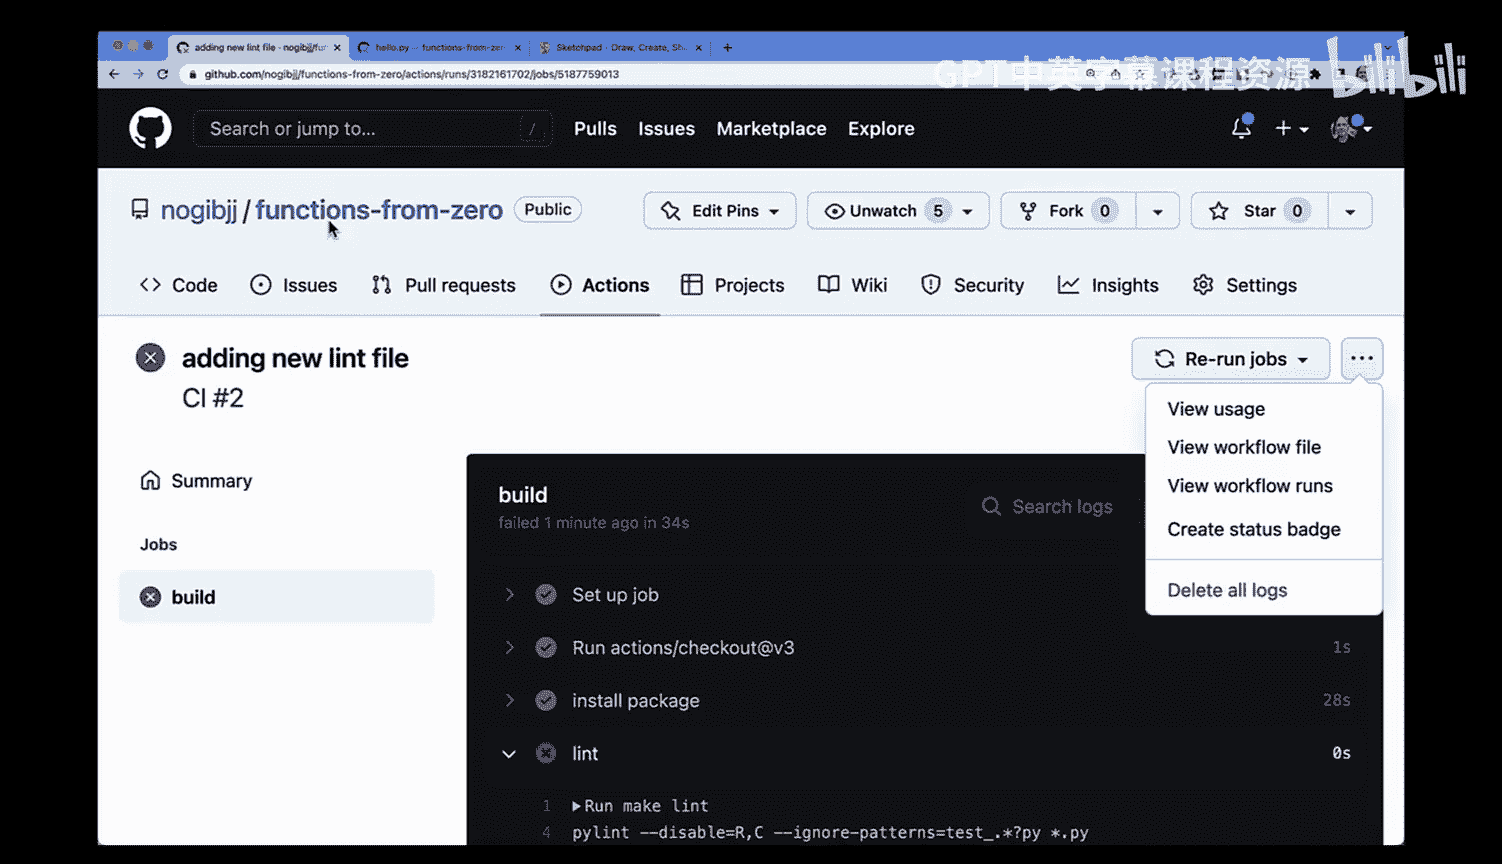 adding new lint file - nogibjj/fun
hello.py — functions-from-zer
Sketchpad - Draw, Create, Sh
github.com/nogibjj/functions-from-zero/actions/runs/3182161702/jobs/5187759013
GPT中英字幕课程资源
bilibili
Search or jump to...
/
Pulls
Issues
Marketplace
Explore
nogibjj / functions-from-zero
Public
Edit Pins
Unwatch 5
Fork 0
Star 0
Code
Issues
Pull requests
Actions
Projects
Wiki
Security
Insights
Settings
adding new lint file
CI #2
Re-run jobs
View usage
View workflow file
View workflow runs
Create status badge
Delete all logs
Summary
Jobs
build
build
failed 1 minute ago in 34s
Search logs
Set up job
Run actions/checkout@v3
1s
install package
28s
lint
0s
1 Run make lint
4 pylint --disable=R,C --ignore-patterns=test_.*?py *.py